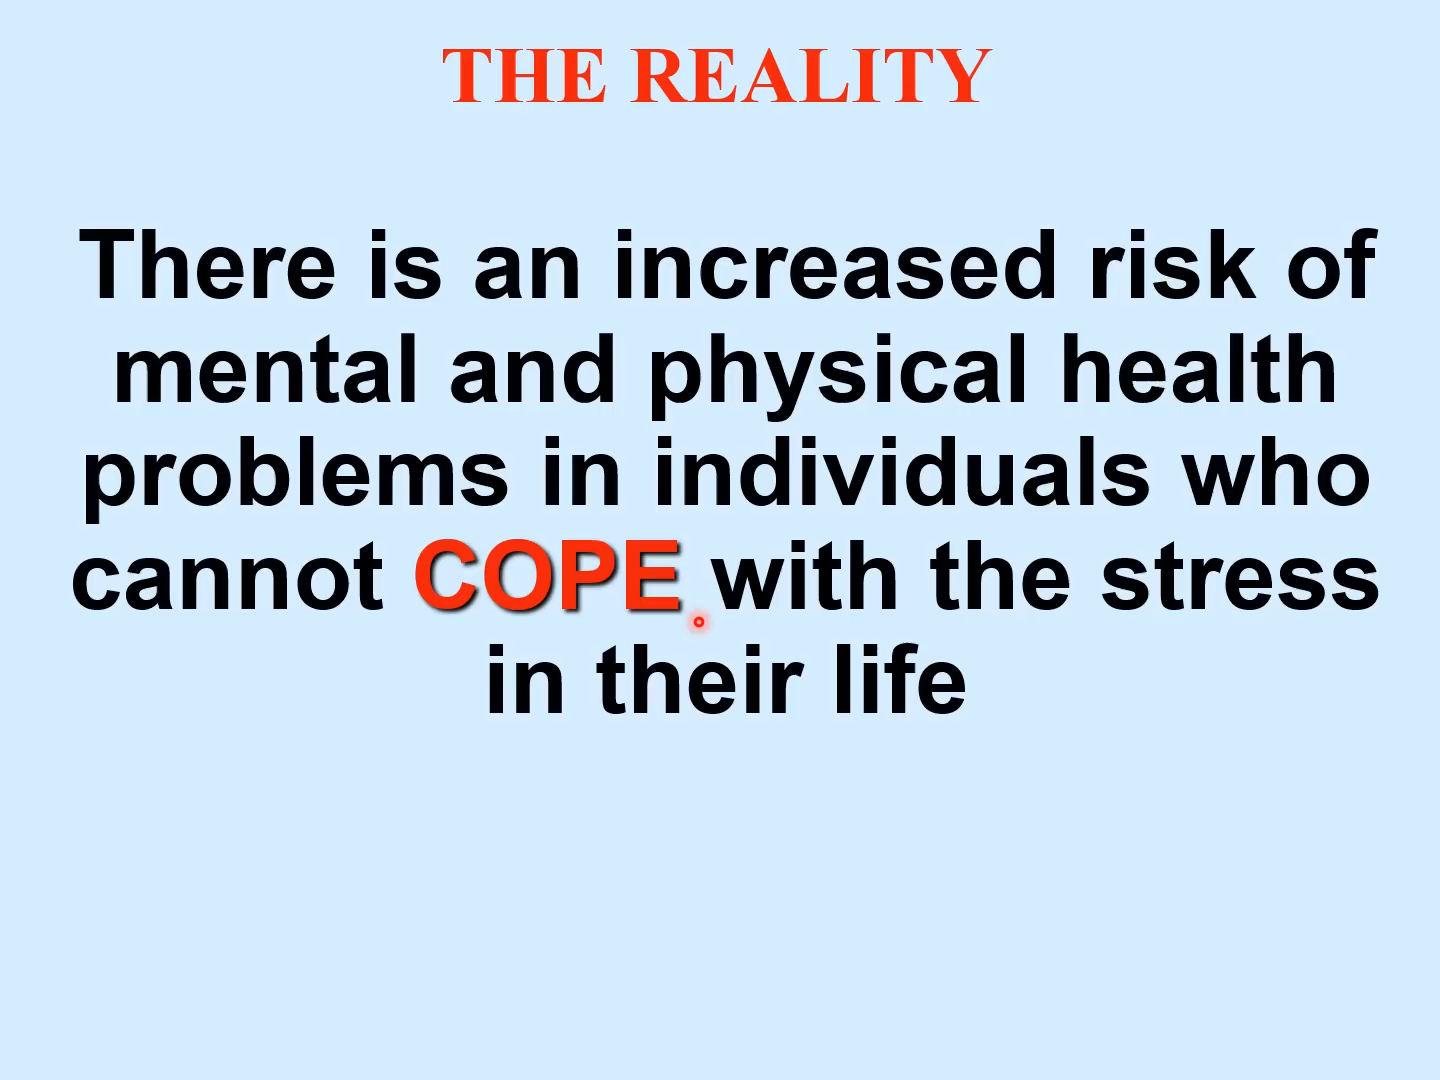 THE REALITY
There is an increased risk of
mental and physical health
problems in individuals who
cannot COPE with the stress
in their life